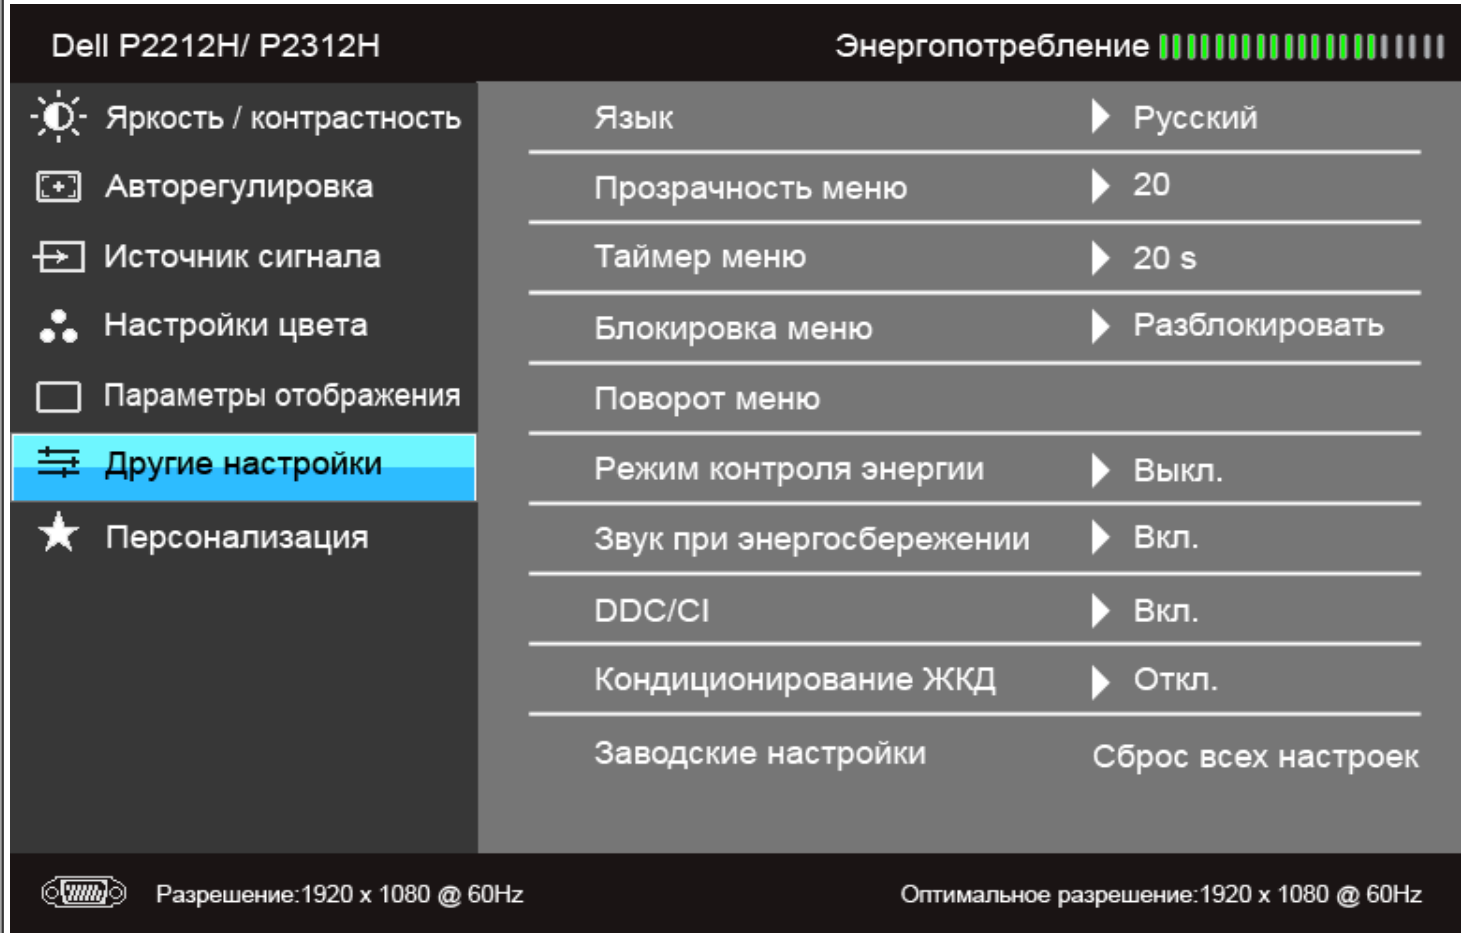 Dell P2212H/ P2312H
Энергопотребление
Яркость / контрастность
Авторегулировка
Источник сигнала
Настройки цвета
Параметры отображения
Другие настройки
Персонализация
Язык Русский
Прозрачность меню 20
Таймер меню 20 s
Блокировка меню Разблокировать
Поворот меню
Режим контроля энергии Выкл.
Звук при энергосбережении Вкл.
DDC/CI Вкл.
Кондиционирование ЖКД Откл.
Заводские настройки Сброс всех настроек
Разрешение:1920 x 1080 @ 60Hz
Оптимальное разрешение:1920 x 1080 @ 60Hz